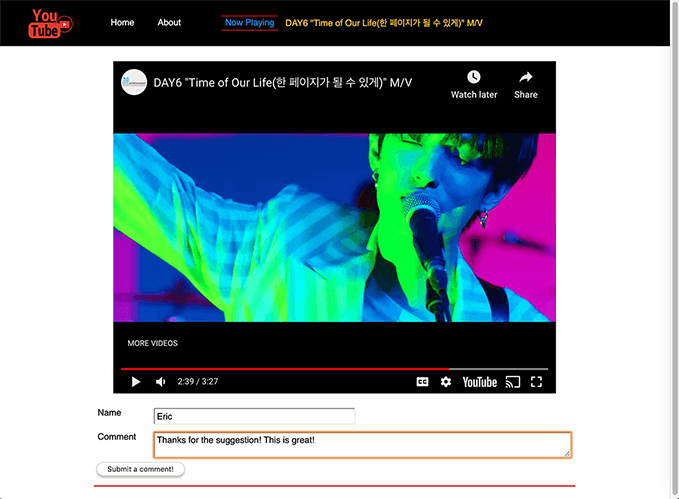 You
Tube
Home
About
Now Playing
DAY6 "Time of Our Life(한 페이지가 될 수 있게)" M/V
DAY6 "Time of Our Life(한 페이지가 될 수 있게)" M/V
Watch later
Share
MORE VIDEOS
2:39 / 3:27
CC
YouTube
Name
Eric
Comment
Thanks for the suggestion! This is great!
Submit a comment!